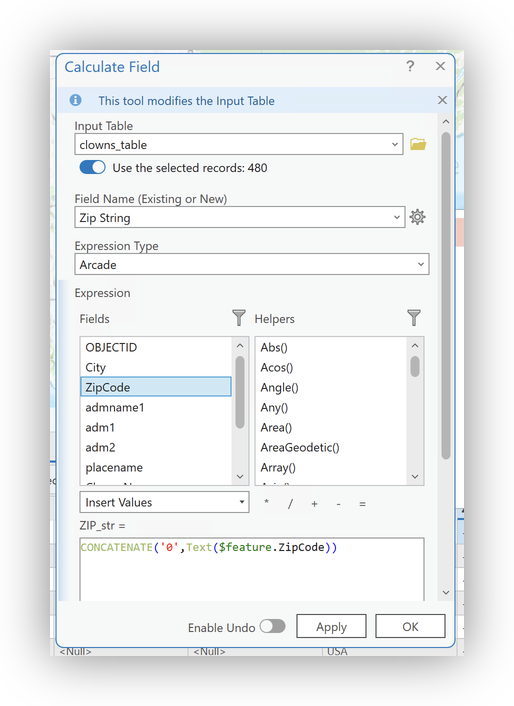 Calculate Field
?
This tool modifies the Input Table
Input Table
clowns_table
Use the selected records: 480
Field Name (Existing or New)
Zip String
Expression Type
Arcade
Expression
Fields
Helpers
OBJECTID
Abs()
City
Acos()
ZipCode
Angle()
admname1
Any()
adm1
Area()
adm2
AreaGeodetic()
placename
Array()
Insert Values
* / + - =
ZIP_str =
CONCATENATE('0',Text($feature.ZipCode))
Enable Undo
Apply
OK
<Null>
<Null>
USA